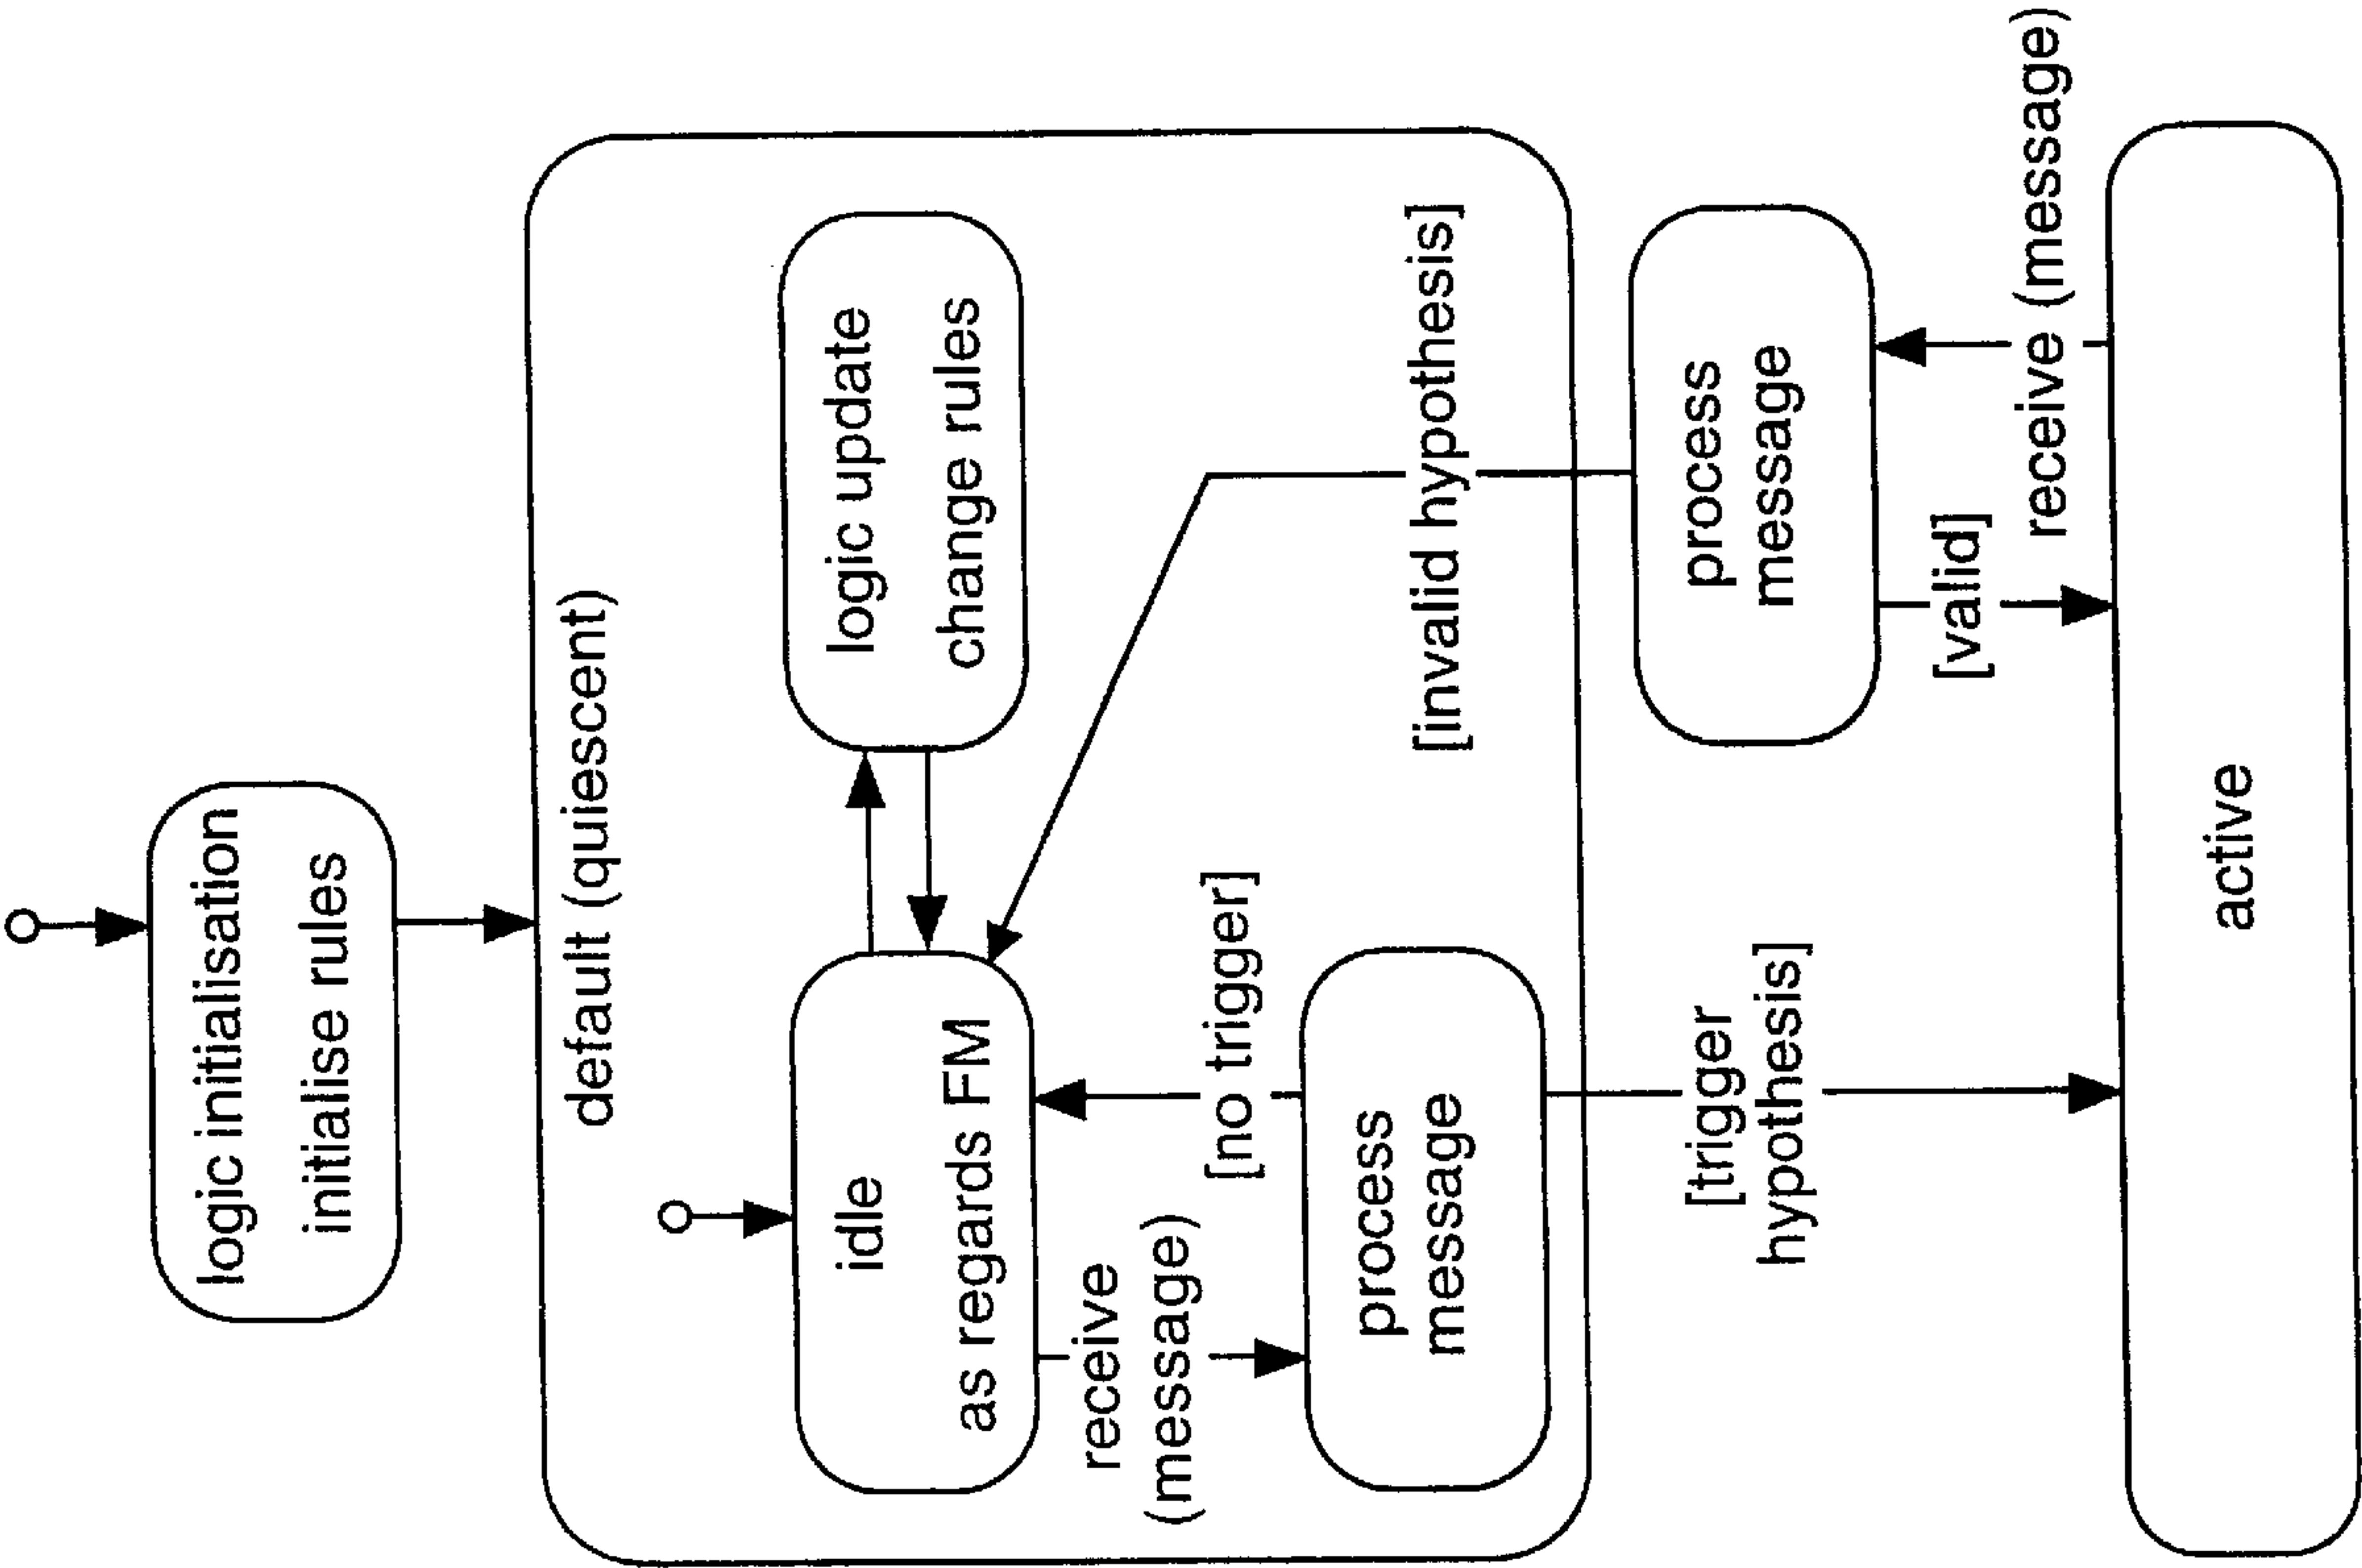 logic initialisation
initialise rules
default (quiescent)
idle
as regards FM
logic update
change rules
receive
(message)
[no trigger]
process
message
[invalid hypothesis]
[trigger
hypothesis]
process
message
[valid]
receive (message)
active